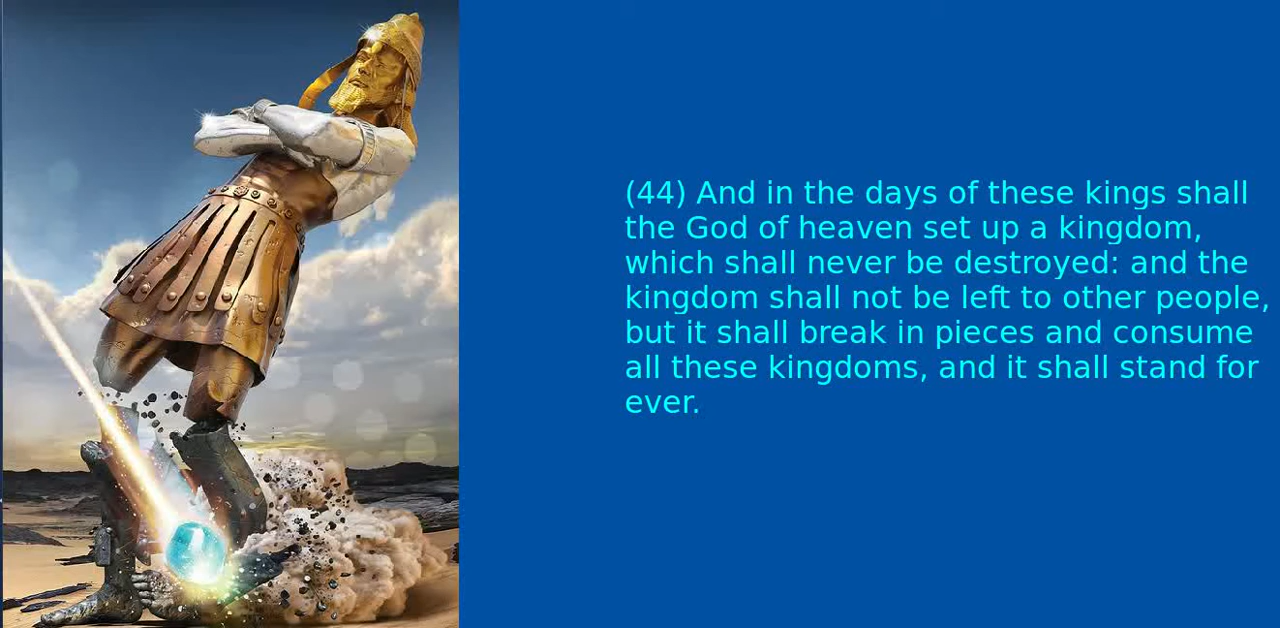 (44) And in the days of these kings shall
the God of heaven set up a kingdom,
which shall never be destroyed: and the
kingdom shall not be left to other people,
but it shall break in pieces and consume
all these kingdoms, and it shall stand for
ever.